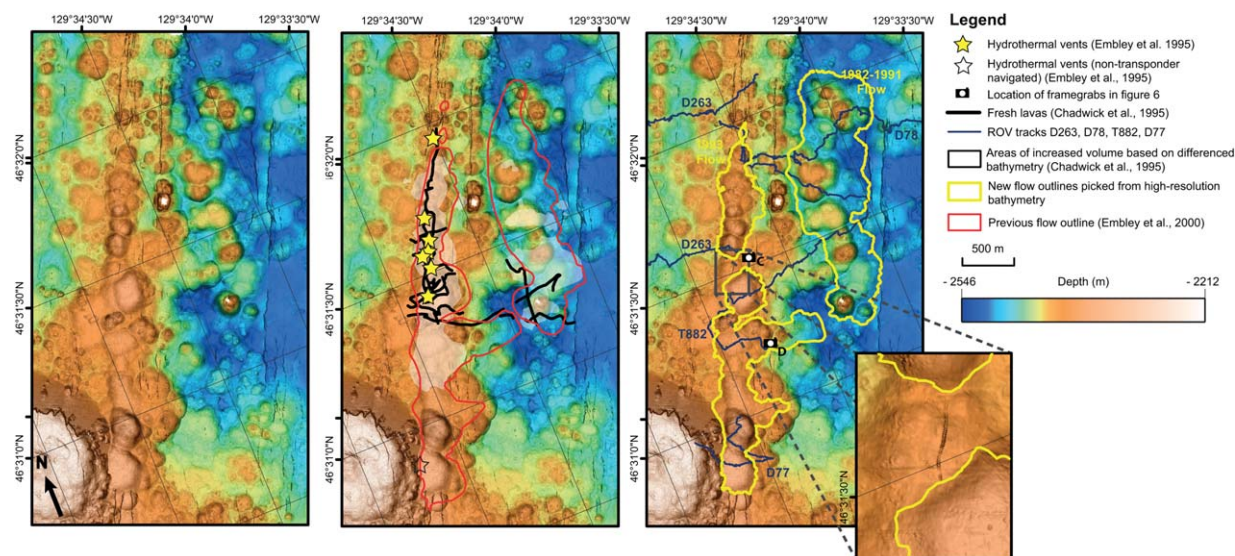 129°34'30"W
129°34'0"W
129°33'30"W
46°32'0"N
46°31'30"N
46°31'0"N
N
129°34'30"W
129°34'0"W
129°33'30"W
46°32'0"N
46°31'30"N
46°31'0"N
129°34'30"W
129°34'0"W
129°33'30"W
46°32'0"N
46°31'30"N
46°31'0"N
1982-1991
Flow
D263
D78
Flow
D263
C
T882
D
D77
46°31'30"N
Legend
Hydrothermal vents (Embley et al. 1995)
Hydrothermal vents (non-transponder
navigated) (Embley et al., 1995)
Location of framegrabs in figure 6
Fresh lavas (Chadwick et al., 1995)
ROV tracks D263, D78, T882, D77
Areas of increased volume based on differenced
bathymetry (Chadwick et al., 1995)
New flow outlines picked from high-resolution
bathymetry
Previous flow outline (Embley et al., 2000)
500 m
- 2546
Depth (m)
- 2212